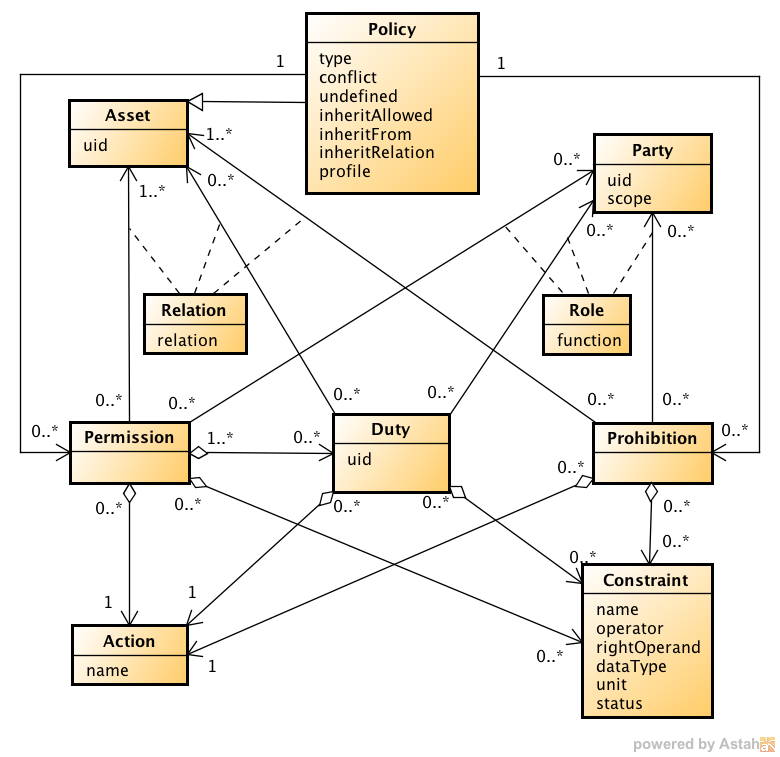 Policy
type
conflict
undefined
inheritAllowed
inheritFrom
inheritRelation
profile
1
1
Asset
uid
1..*
1..*
0..*
Party
uid
scope
0..*
0..*
0..*
Relation
relation
Role
function
0..*
0..*
0..*
0..*
0..*
0..*
0..*
0..*
Permission
1..*
0..*
Duty
uid
Prohibition
0..*
0..*
0..*
0..*
0..*
0..*
0..*
0..*
1
1
1
0..*
Action
name
Constraint
name
operator
rightOperand
dataType
unit
status
powered by Astah